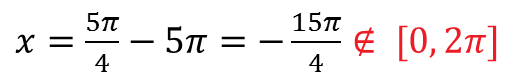 x = 5π/4 − 5π = − 15π/4 ∉ [0, 2π]